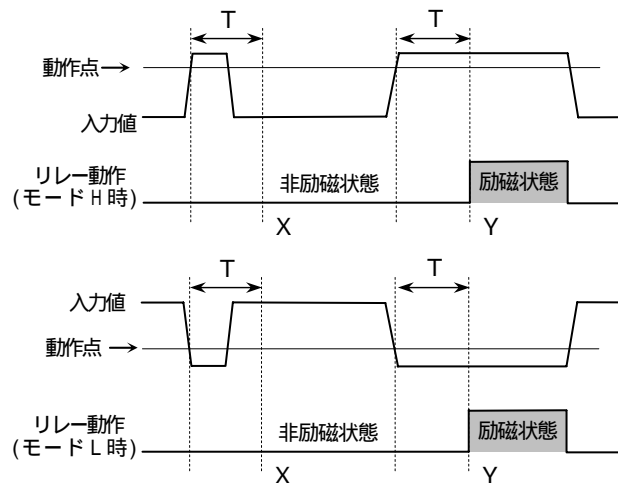 T T
動作点→
入力値
リレー動作
(モードH時)
非励磁状態 励磁状態
X Y
T T
入力値
動作点→
リレー動作
(モードL時)
非励磁状態 励磁状態
X Y